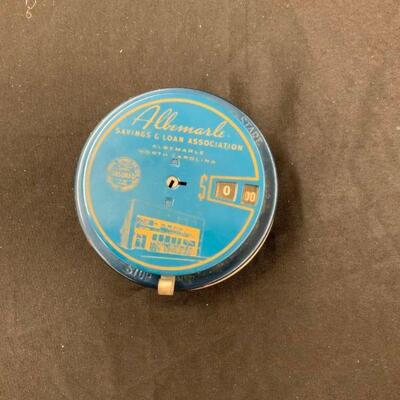 Albemarle
SAVINGS & LOAN ASSOCIATION
ALBEMARLE
NORTH CAROLINA
START
$ 0 00
STOP